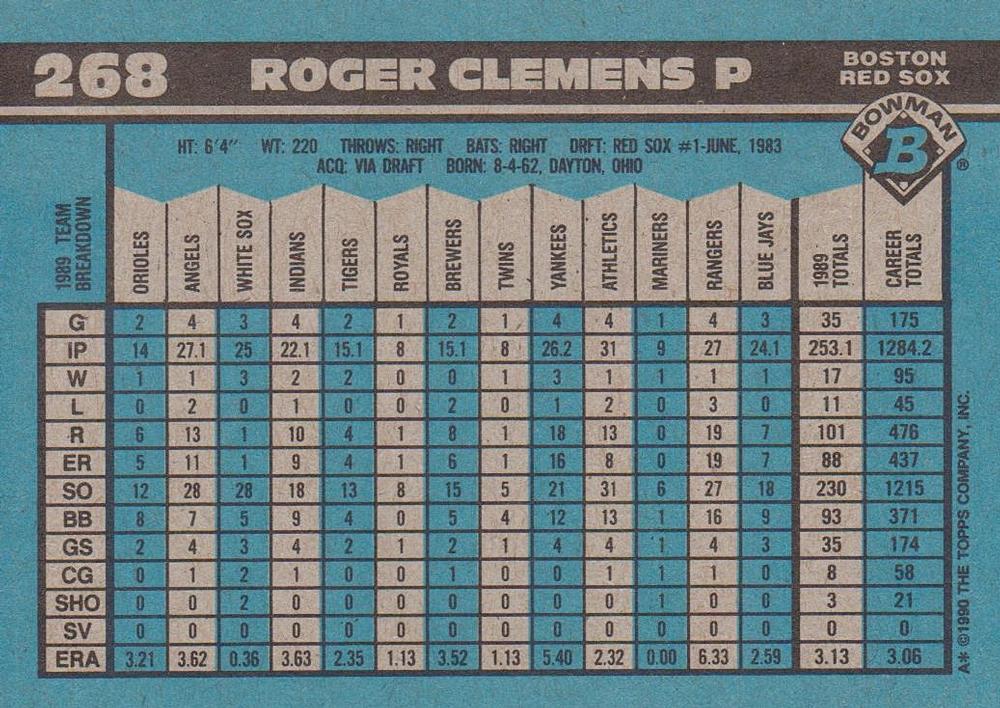 268 ROGER CLEMENS P BOSTON
RED SOX
BOWMAN
B ®
HT: 6'4" WT: 220 THROWS: RIGHT BATS: RIGHT DRFT: RED SOX #1-JUNE, 1983
ACQ: VIA DRAFT BORN: 8-4-62, DAYTON, OHIO
1989 TEAM BREAKDOWN ORIOLES ANGELS WHITE SOX INDIANS TIGERS ROYALS BREWERS TWINS YANKEES ATHLETICS MARINERS RANGERS BLUE JAYS 1989 TOTALS CAREER TOTALS
G 2 4 3 4 2 1 2 1 4 4 1 4 3 35 175
IP 14 27.1 25 22.1 15.1 8 15.1 8 26.2 31 9 27 24.1 253.1 1284.2
W 1 1 3 2 2 0 0 1 3 1 1 1 1 17 95
L 0 2 0 1 0 0 2 0 1 2 0 3 0 11 45
R 6 13 1 10 4 1 8 1 18 13 0 19 7 101 476
ER 5 11 1 9 4 1 6 1 16 8 0 19 7 88 437
SO 12 28 28 18 13 8 15 5 21 31 6 27 18 230 1215
BB 8 7 5 9 4 0 5 4 12 13 1 16 9 93 371
GS 2 4 3 4 2 1 2 1 4 4 1 4 3 35 174
CG 0 1 2 1 0 0 1 0 0 1 1 1 0 8 58
SHO 0 0 2 0 0 0 0 0 0 0 1 0 0 3 21
SV 0 0 0 0 0 0 0 0 0 0 0 0 0 0 0
ERA 3.21 3.62 0.36 3.63 2.35 1.13 3.52 1.13 5.40 2.32 0.00 6.33 2.59 3.13 3.06
A* ©1990 THE TOPPS COMPANY, INC.